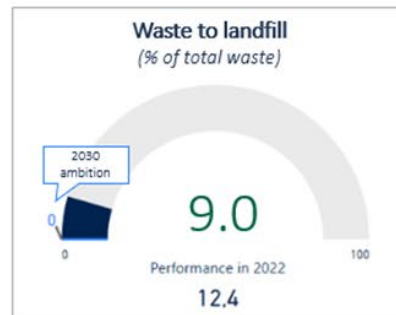 Waste to landfill
(% of total waste)
2030
ambition
0
9.0
0
100
Performance in 2022
12,4